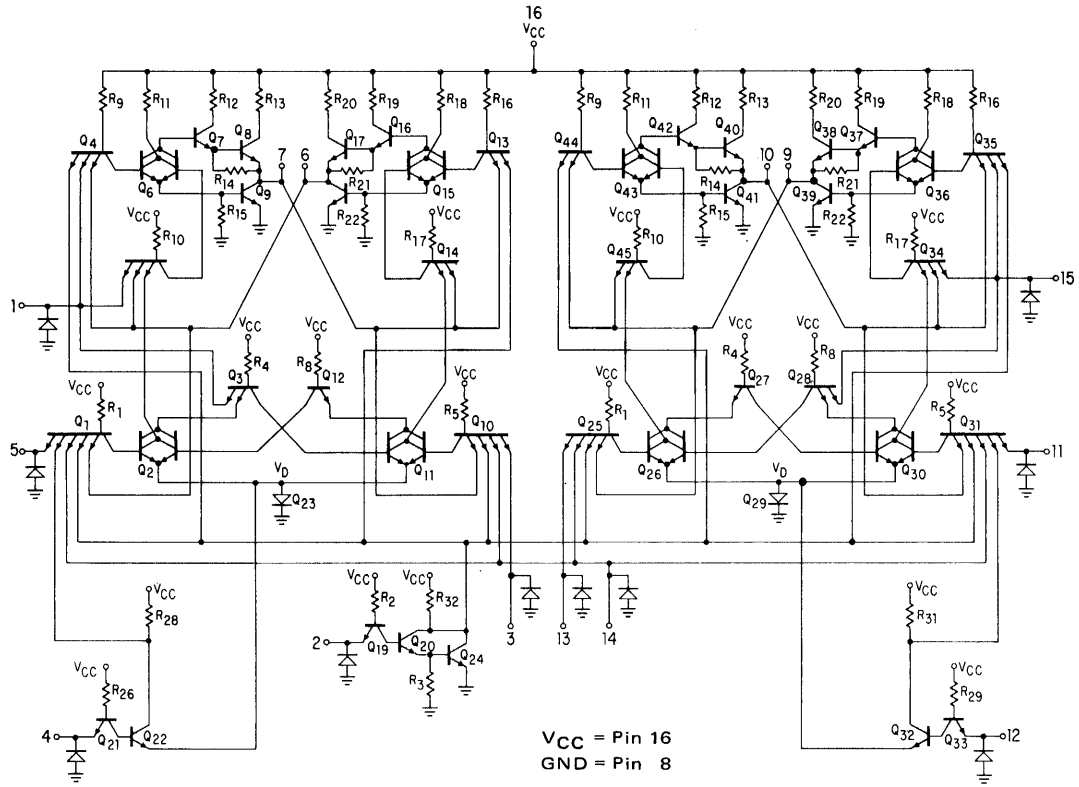 16
VCC
R9 R11 R12 R13 R20 R19 R18 R16 R9 R11 R12 R13 R20 R19 R18 R16
Q4 Q7 Q8 Q17 Q16 Q13 Q44 Q42 Q40 Q38 Q37 Q35
7 6 10 9
Q6 R14 Q9 R21 Q15 Q43 R14 Q41 Q39 R21 Q36
R15 R22 R15 R22
VCC VCC VCC VCC
R10 R17 Q14 Q45 R10 R17 Q34
1 15
VCC VCC VCC VCC
R4 R8 R4 R8
Q3 Q12 Q27 Q28
VCC VCC VCC
R1 R5 R1 R5
Q1 Q10 Q25 Q31
5 11
Q2 Q11 Q26 Q30
VD VD
Q23 Q29
VCC VCC
R2 R32
3 13 14
2
Q19 Q20 Q24
R3
VCC VCC
R28 R31
VCC VCC
R26 R29
4 12
Q21 Q22 Q32 Q33
VCC = Pin 16
GND = Pin 8